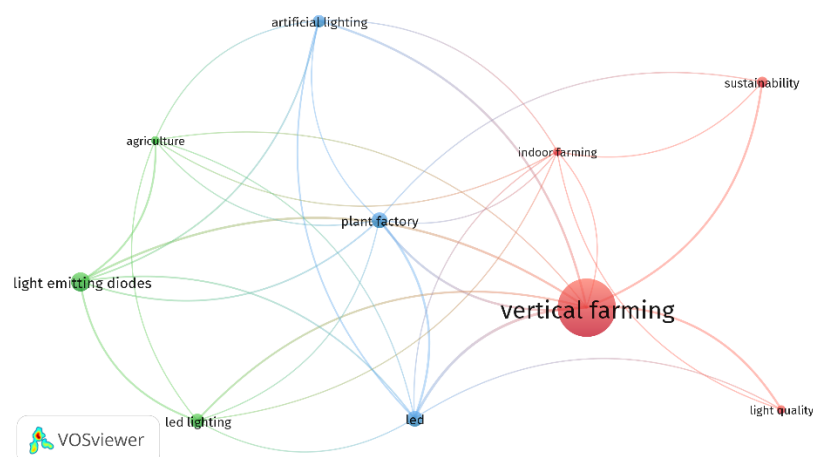 artificial lighting
sustainability
agriculture
indoor farming
plant factory
light emitting diodes
vertical farming
light quality
led lighting
led
VOSviewer